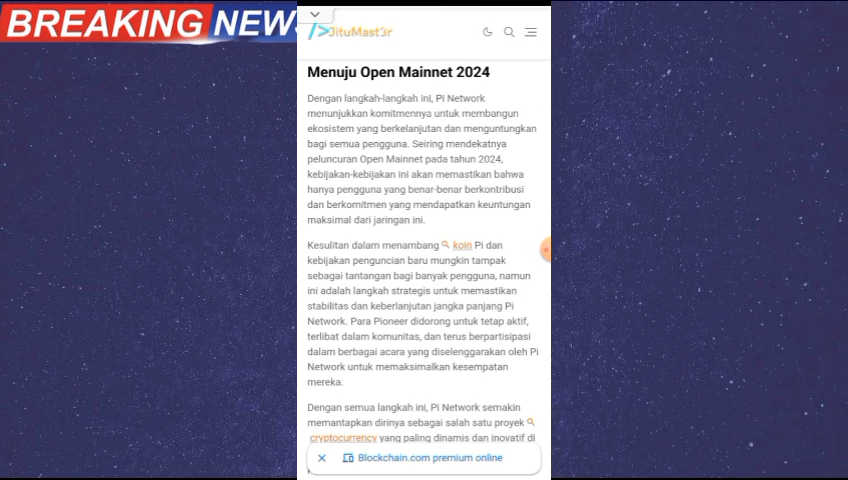 BREAKING NEWS
JituMast3r
Menuju Open Mainnet 2024
Dengan langkah-langkah ini, PI Network
menunjukkan komitmennya untuk membangun
ekosistem yang berkelanjutan dan menguntungkan
bagi semua pengguna. Seiring mendekatnya
peluncuran Open Mainnet pada tahun 2024,
kebijakan-kebijakan ini akan memastikan bahwa
hanya pengguna yang benar-benar berkontribusi
dan berkomitmen yang mendapatkan keuntungan
maksimal dari jaringan ini.
Kesulitan dalam menambang koin Pi dan
kebijakan penguncian baru mungkin tampak
sebagai tantangan bagi banyak pengguna, namun
ini adalah langkah strategis untuk memastikan
stabilitas dan keberlanjutan jangka panjang Pi
Network. Para Pioneer didorong untuk tetap aktif,
terlibat dalam komunitas, dan terus berpartisipasi
dalam berbagai acara yang diselenggarakan oleh Pi
Network untuk memaksimalkan kesempatan
mereka.
Dengan semua langkah ini, Pi Network semakin
memantapkan dirinya sebagai salah satu proyek
cryptocurrency yang paling dinamis dan inovatif di
Blockchain.com premium online